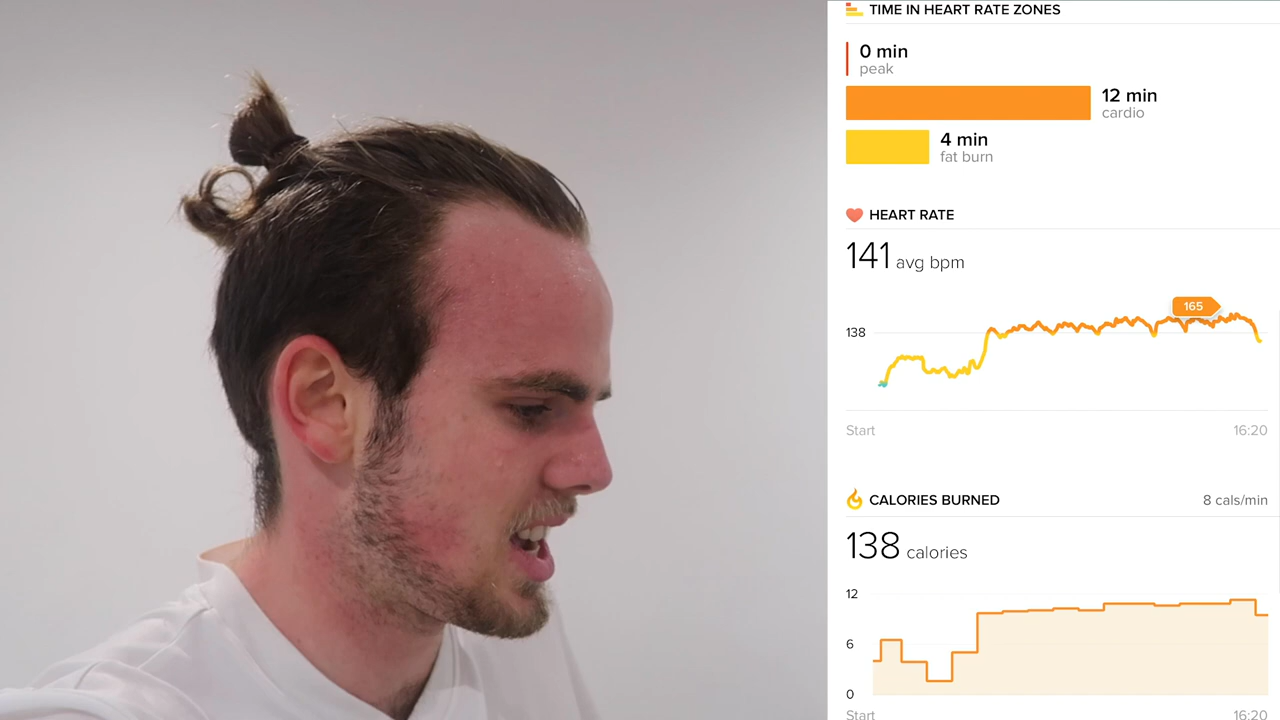 TIME IN HEART RATE ZONES
0 min
peak
12 min
cardio
4 min
fat burn
HEART RATE
141 avg bpm
165
138
Start 16:20
CALORIES BURNED 8 cals/min
138 calories
12
6
0
Start 16:20